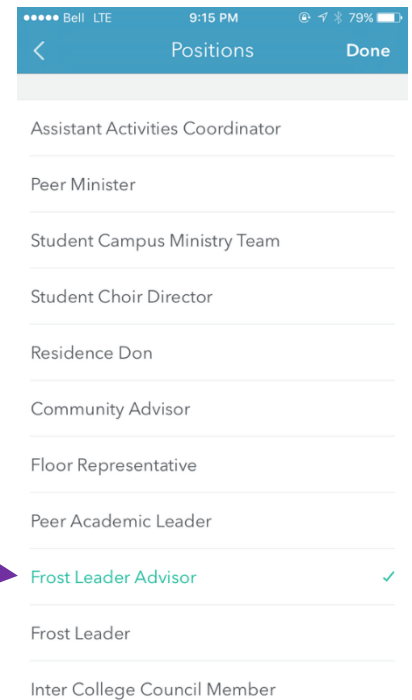 Bell LTE 9:15 PM 79%
Positions Done
Assistant Activities Coordinator
Peer Minister
Student Campus Ministry Team
Student Choir Director
Residence Don
Community Advisor
Floor Representative
Peer Academic Leader
Frost Leader Advisor
Frost Leader
Inter College Council Member